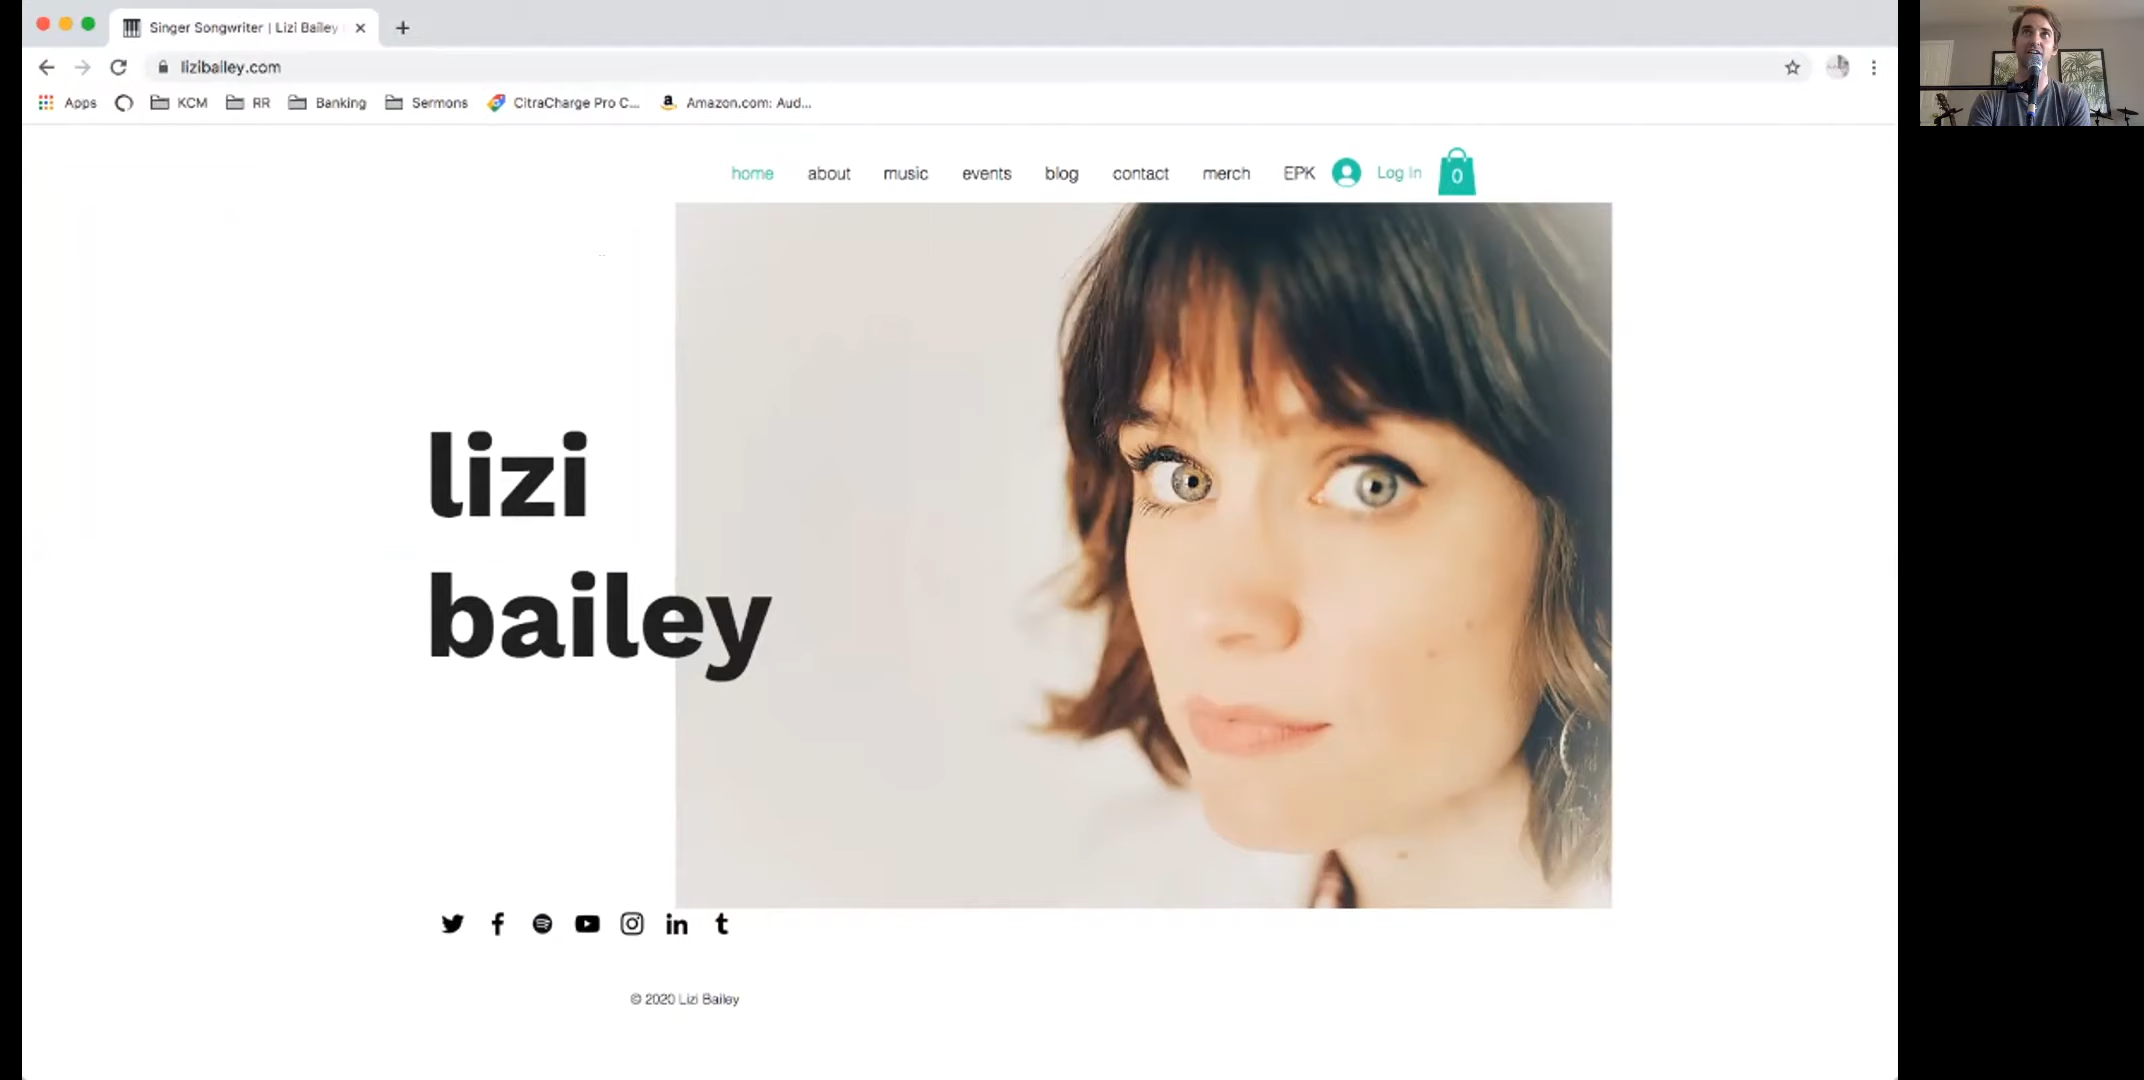 Singer Songwriter | Lizi Bailey
lizibailey.com
Apps KCM RR Banking Sermons CitraCharge Pro C... Amazon.com: Aud...
home about music events blog contact merch EPK Log In 0
lizi
bailey
© 2020 Lizi Bailey